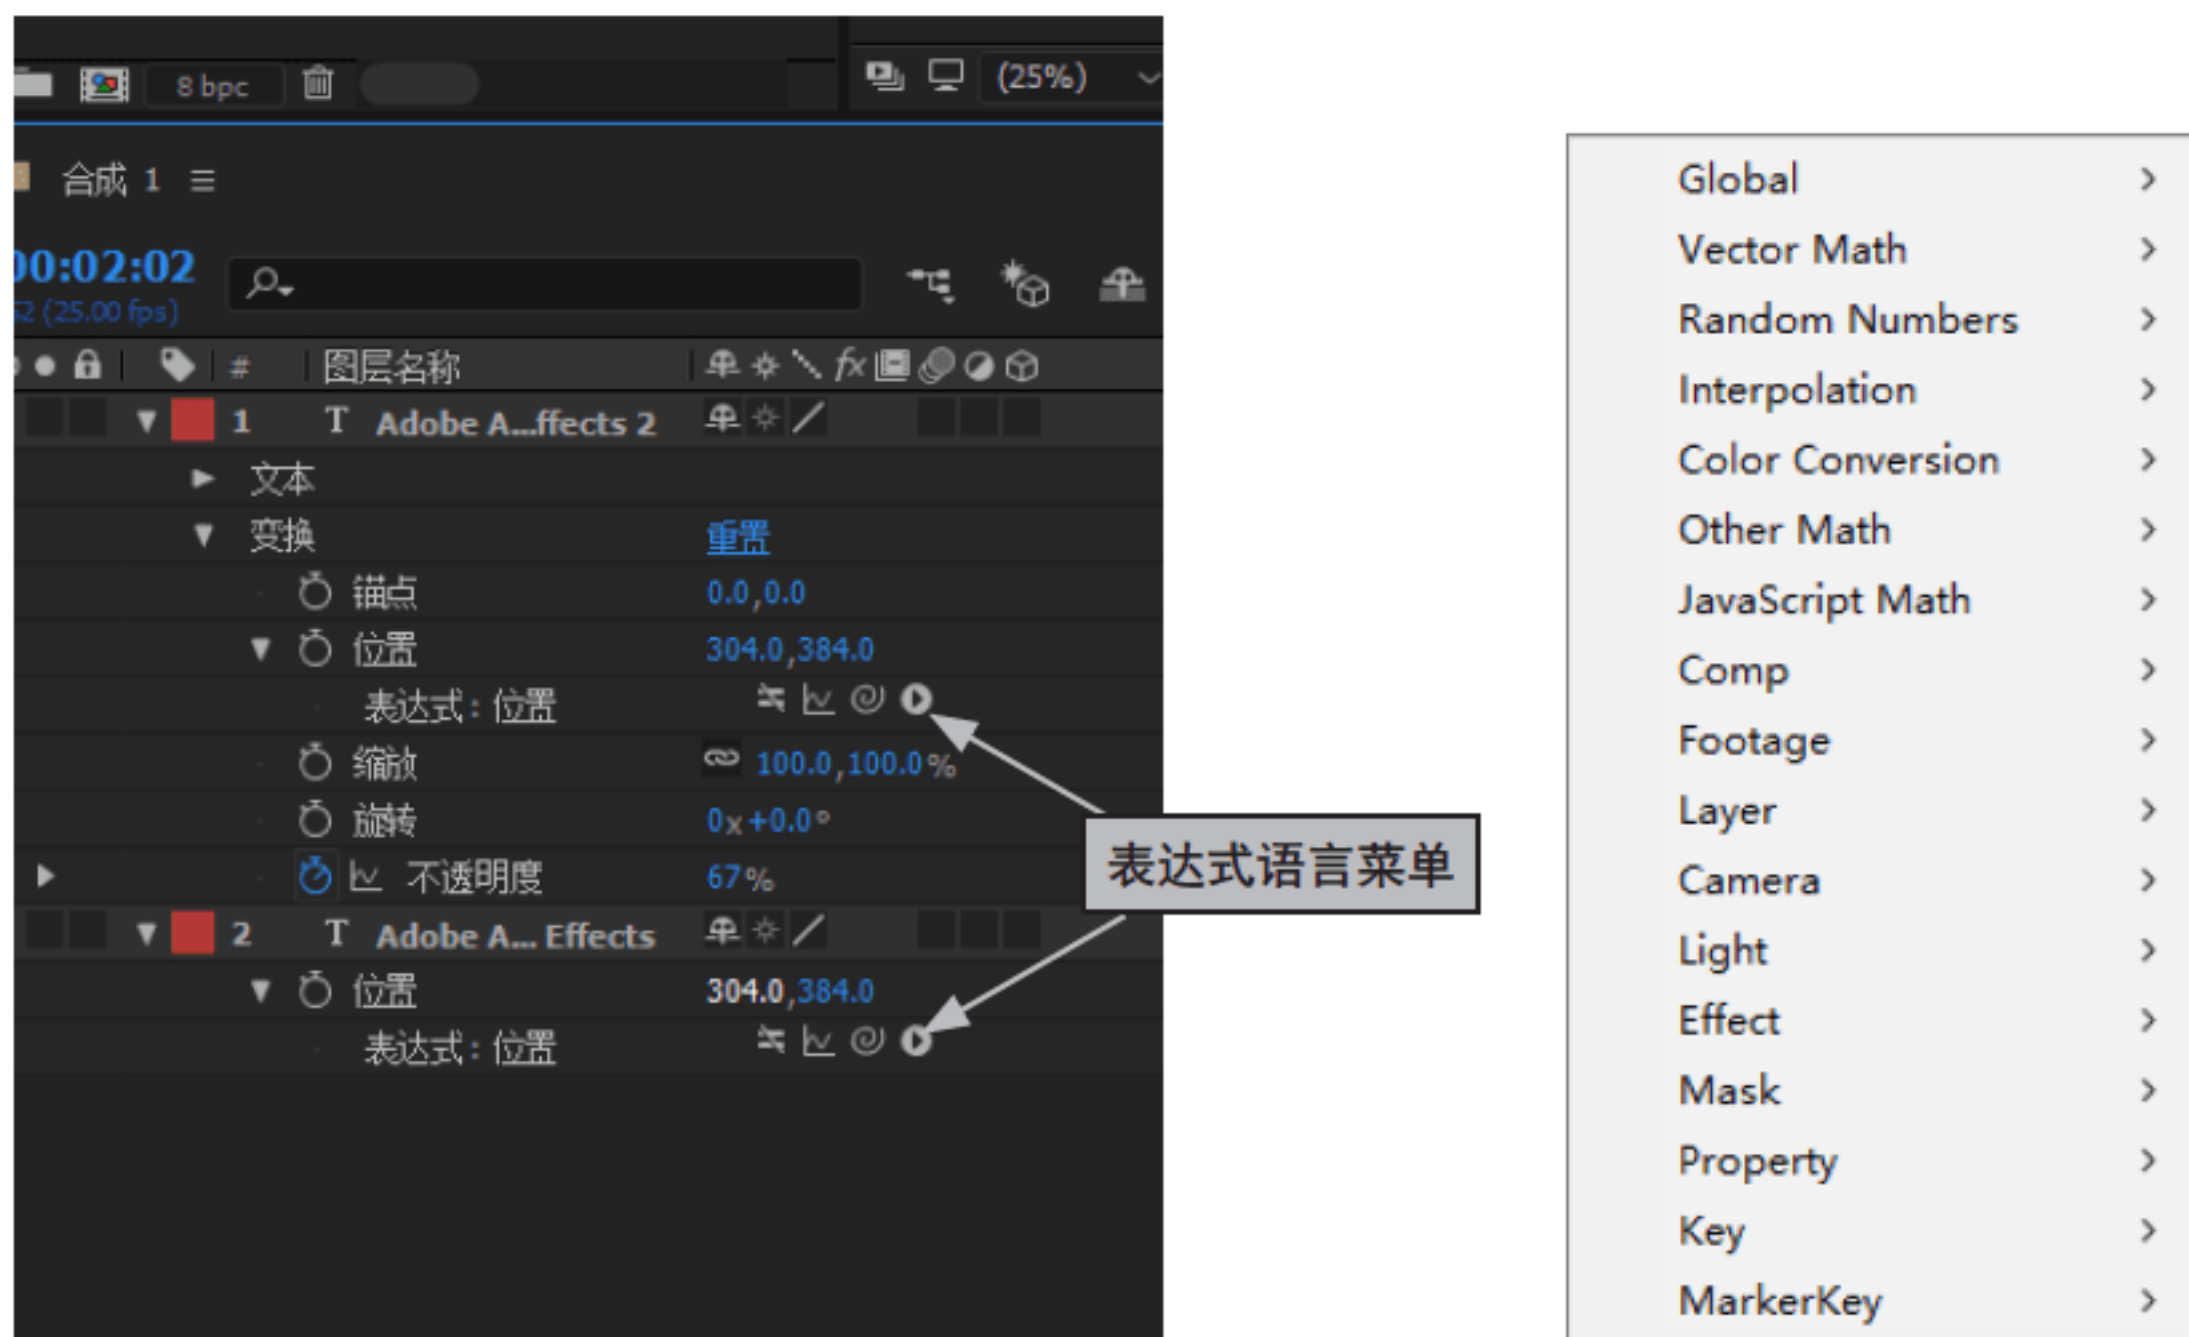 8 bpc
(25%)
合成 1
00:02:02
52 (25.00 fps)
# 图层名称
1 T Adobe A...ffects 2
文本
变换 重置
锚点 0.0,0.0
位置 304.0,384.0
表达式:位置
缩放 100.0,100.0%
旋转 0x+0.0°
不透明度 67%
表达式语言菜单
2 T Adobe A... Effects
位置 304.0,384.0
表达式:位置
Global
Vector Math
Random Numbers
Interpolation
Color Conversion
Other Math
JavaScript Math
Comp
Footage
Layer
Camera
Light
Effect
Mask
Property
Key
MarkerKey